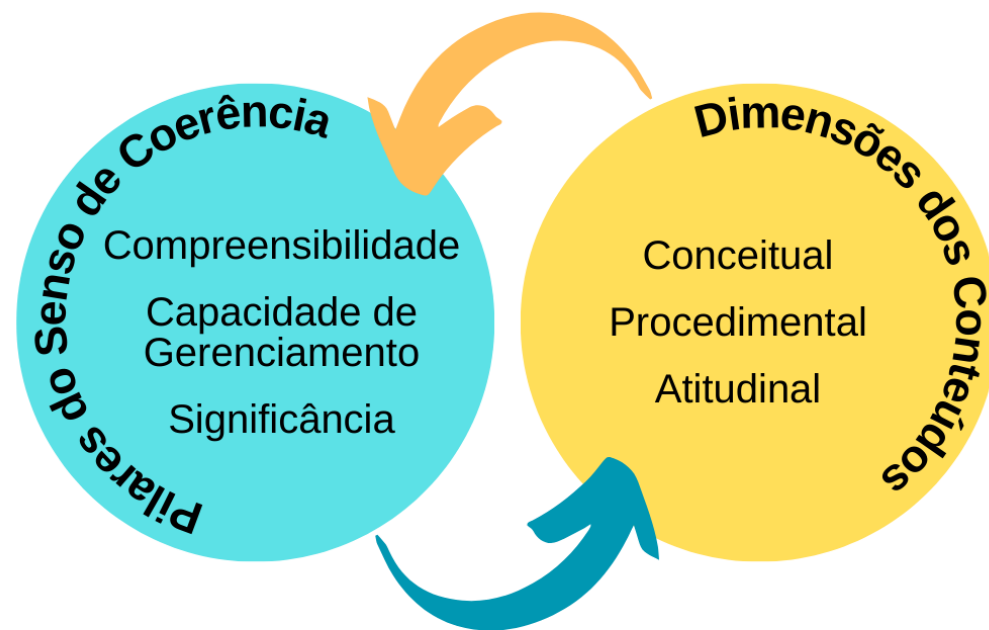 Pilares do Senso de Coerência
Compreensibilidade
Capacidade de
Gerenciamento
Significância
Dimensões dos Conteúdos
Conceitual
Procedimental
Atitudinal